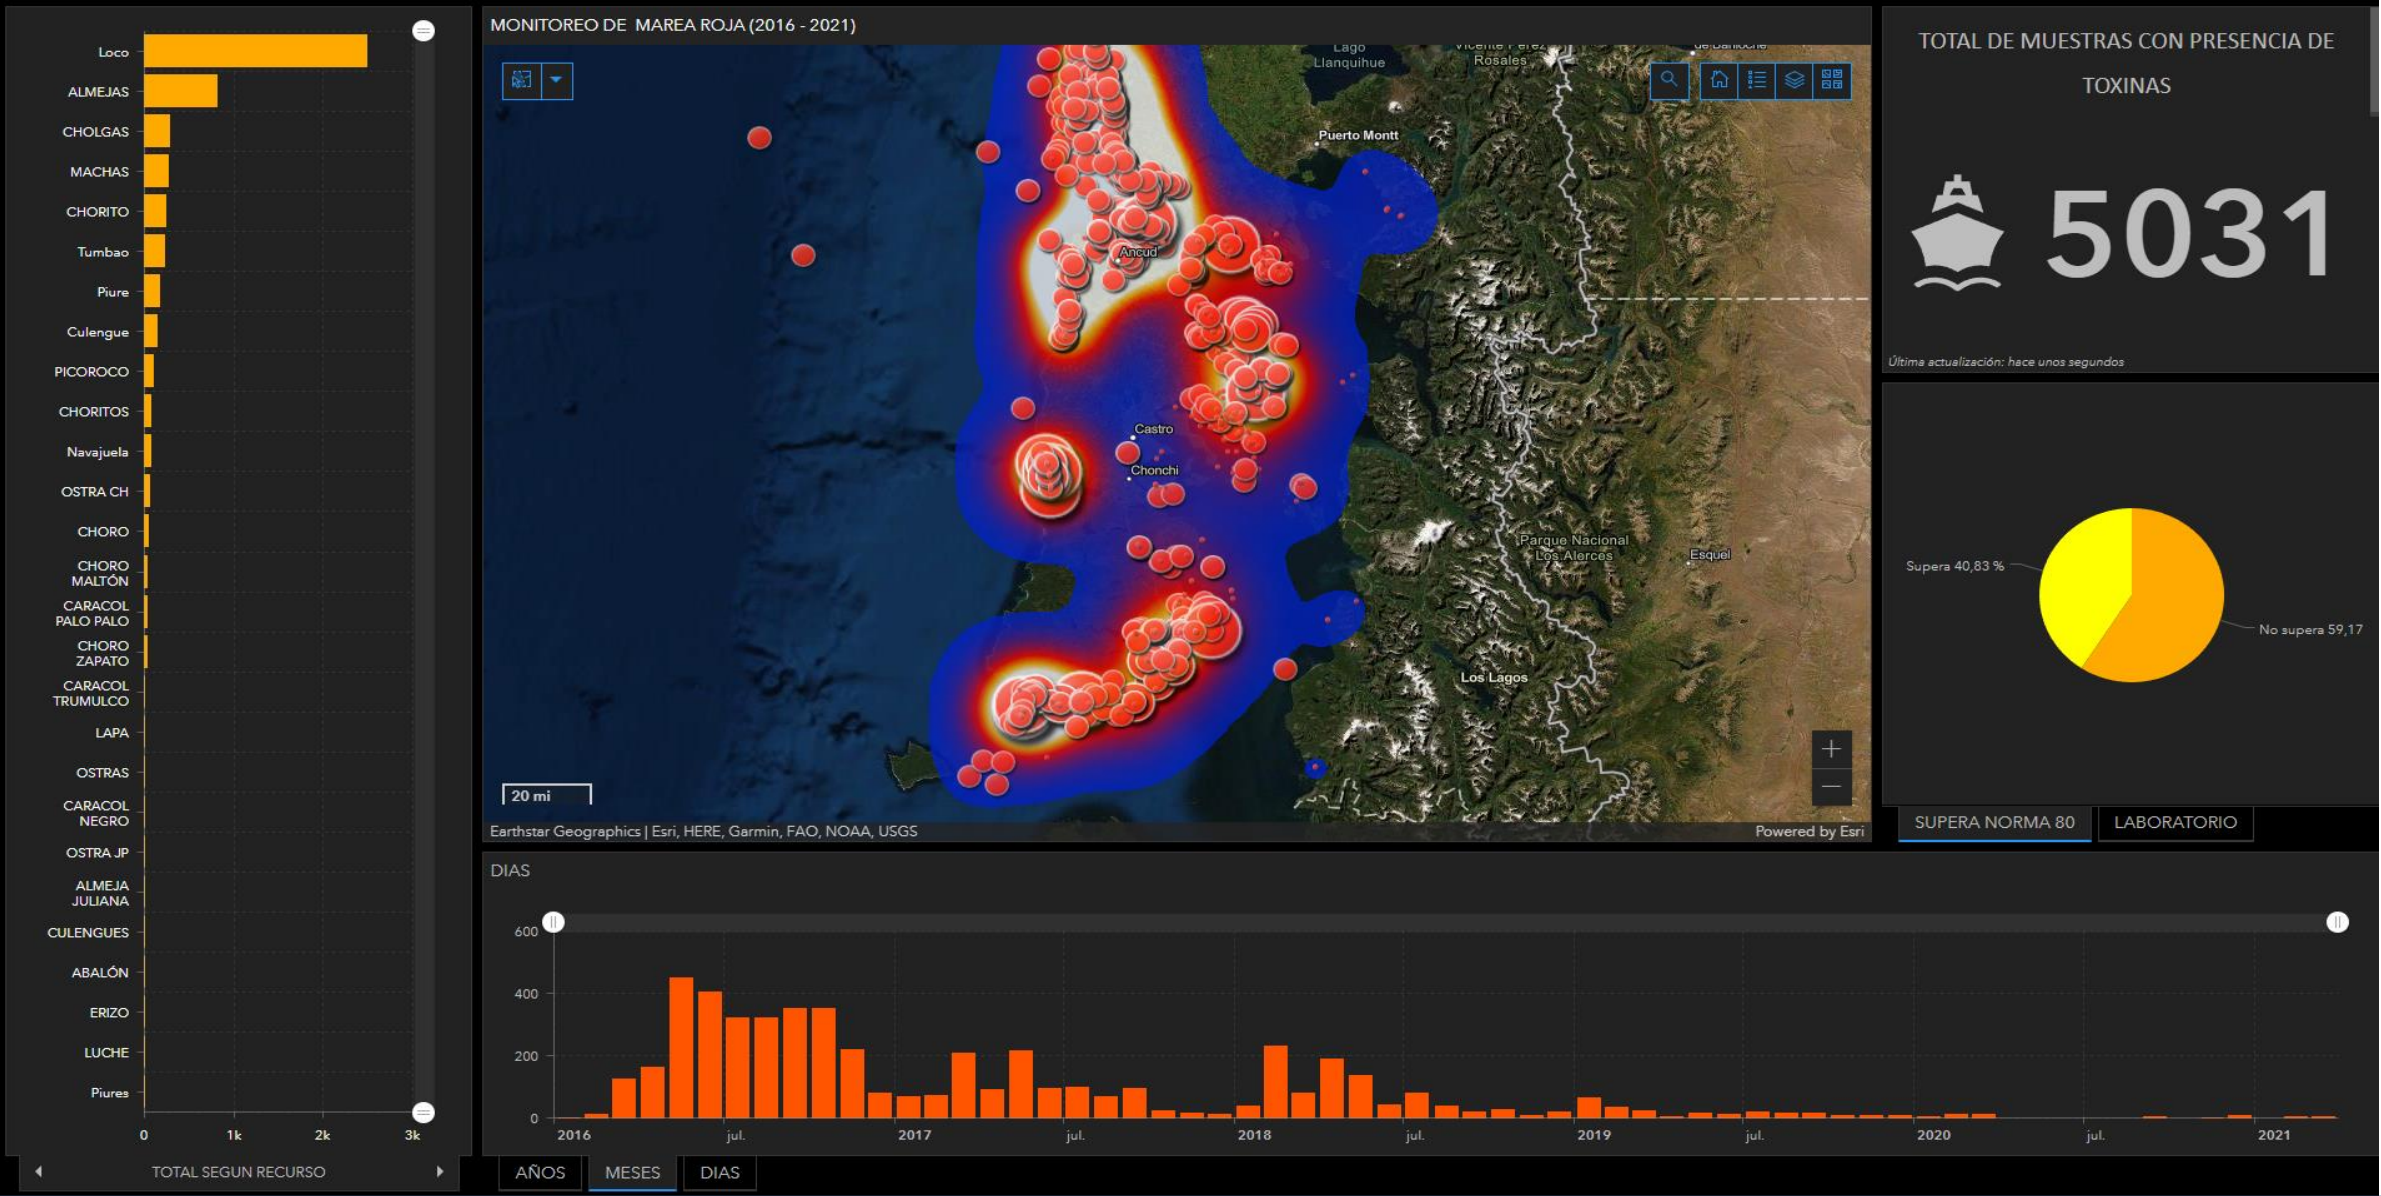 Loco
ALMEJAS
CHOLGAS
MACHAS
CHORITO
Tumbao
Piure
Culengue
PICOROCO
CHORITOS
Navajuela
OSTRA CH
CHORO
CHORO
MALTÓN
CARACOL
PALO PALO
CHORO
ZAPATO
CARACOL
TRUMULCO
LAPA
OSTRAS
CARACOL
NEGRO
OSTRA JP
ALMEJA
JULIANA
CULENGUES
ABALÓN
ERIZO
LUCHE
Piures
0 1k 2k 3k
TOTAL SEGUN RECURSO
MONITOREO DE MAREA ROJA (2016 - 2021)
Lago
Llanquihue
Vicente Pérez
Rosales
de Bariloche
Puerto Montt
Ancud
Castro
Chonchi
Parque Nacional
Los Alerces
Esquel
Los Lagos
20 mi
Earthstar Geographics | Esri, HERE, Garmin, FAO, NOAA, USGS
Powered by Esri
TOTAL DE MUESTRAS CON PRESENCIA DE
TOXINAS
5031
Última actualización: hace unos segundos
Supera 40,83 %
No supera 59,17
SUPERA NORMA 80
LABORATORIO
DIAS
600
400
200
0
2016 jul. 2017 jul. 2018 jul. 2019 jul. 2020 jul. 2021
AÑOS
MESES
DIAS